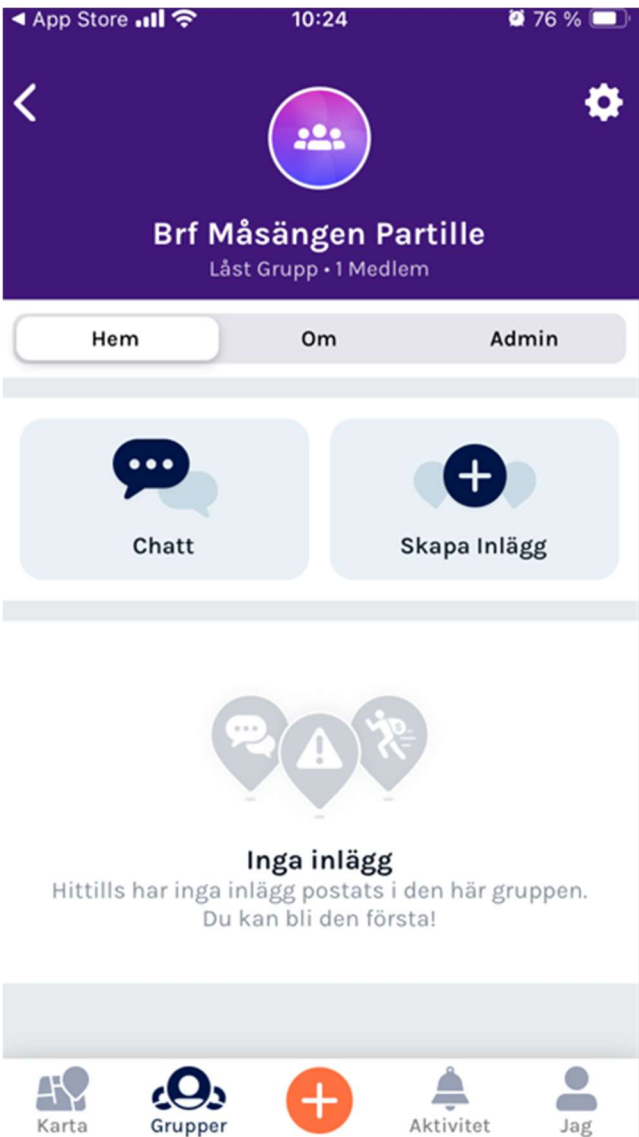 App Store
10:24
76 %
Brf Måsängen Partille
Låst Grupp • 1 Medlem
Hem
Om
Admin
Chatt
Skapa Inlägg
Inga inlägg
Hittills har inga inlägg postats i den här gruppen.
Du kan bli den första!
Karta
Grupper
Aktivitet
Jag